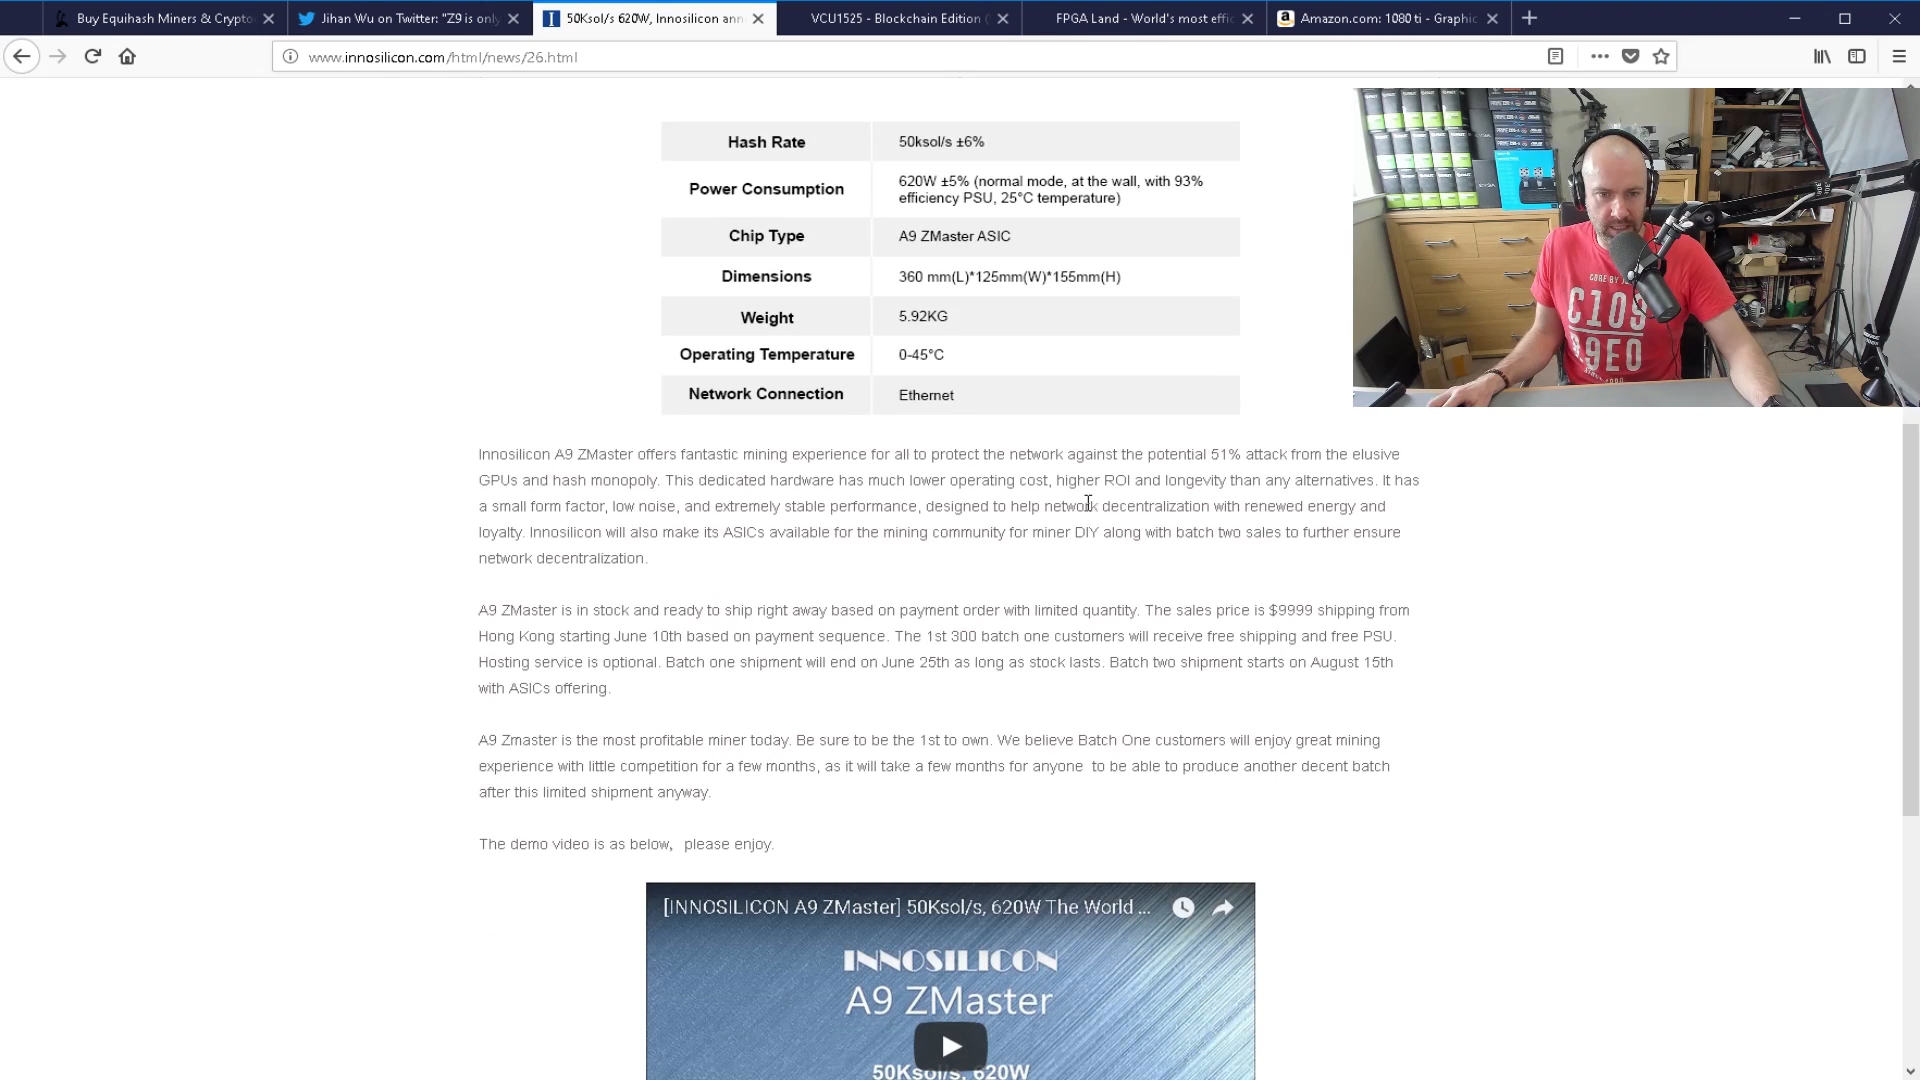 Buy Equihash Miners & Crypto
Jihan Wu on Twitter: "Z9 is only
50Ksol/s 620W, Innosilicon ann
VCU1525 - Blockchain Edition (
FPGA Land - World's most effic
Amazon.com: 1080 ti - Graphic
www.innosilicon.com/html/news/26.html
Hash Rate 50ksol/s ±6%
Power Consumption 620W ±5% (normal mode, at the wall, with 93%
efficiency PSU, 25°C temperature)
Chip Type A9 ZMaster ASIC
Dimensions 360 mm(L)*125mm(W)*155mm(H)
Weight 5.92KG
Operating Temperature 0-45°C
Network Connection Ethernet
CORE BY
C10S
9.9EO
Innosilicon A9 ZMaster offers fantastic mining experience for all to protect the network against the potential 51% attack from the elusive
GPUs and hash monopoly. This dedicated hardware has much lower operating cost, higher ROI and longevity than any alternatives. It has
a small form factor, low noise, and extremely stable performance, designed to help network decentralization with renewed energy and
loyalty. Innosilicon will also make its ASICs available for the mining community for miner DIY along with batch two sales to further ensure
network decentralization.
A9 ZMaster is in stock and ready to ship right away based on payment order with limited quantity. The sales price is $9999 shipping from
Hong Kong starting June 10th based on payment sequence. The 1st 300 batch one customers will receive free shipping and free PSU.
Hosting service is optional. Batch one shipment will end on June 25th as long as stock lasts. Batch two shipment starts on August 15th
with ASICs offering.
A9 Zmaster is the most profitable miner today. Be sure to be the 1st to own. We believe Batch One customers will enjoy great mining
experience with little competition for a few months, as it will take a few months for anyone to be able to produce another decent batch
after this limited shipment anyway.
The demo video is as below, please enjoy.
[INNOSILICON A9 ZMaster] 50Ksol/s, 620W The World ...
INNOSILICON
A9 ZMaster
50Ksol/s, 620W